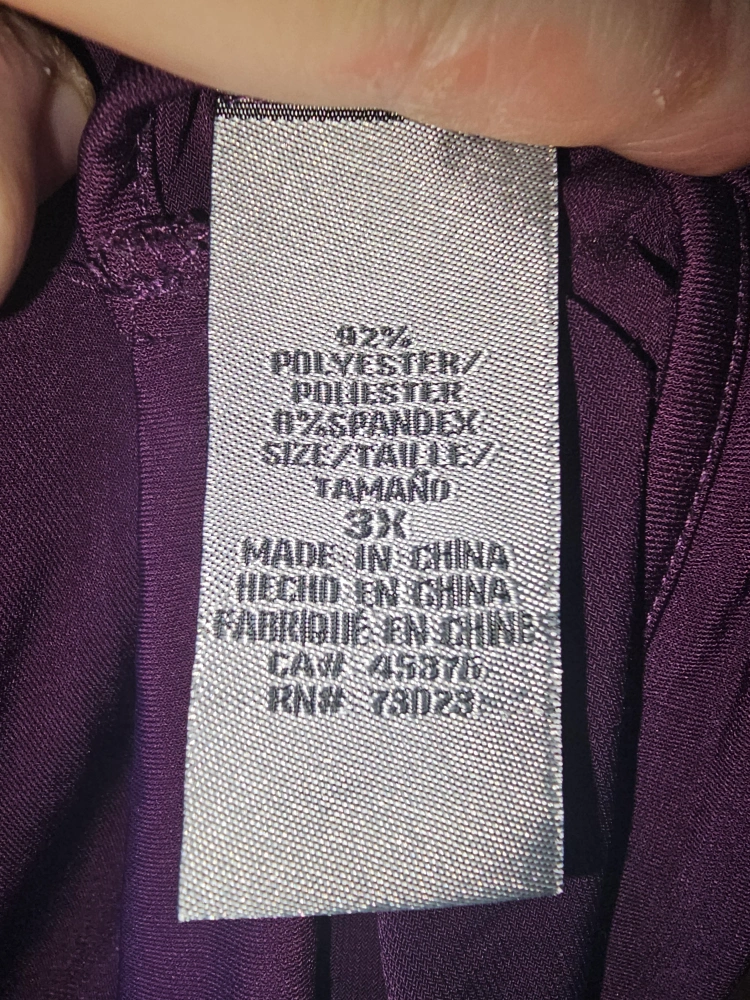 92%
POLYESTER/
POLIESTER
8%SPANDEX
SIZE/TAILLE/
TAMAÑO
3X
MADE IN CHINA
HECHO EN CHINA
FABRIQUÉ EN CHINE
CA# 45376
RN# 73023